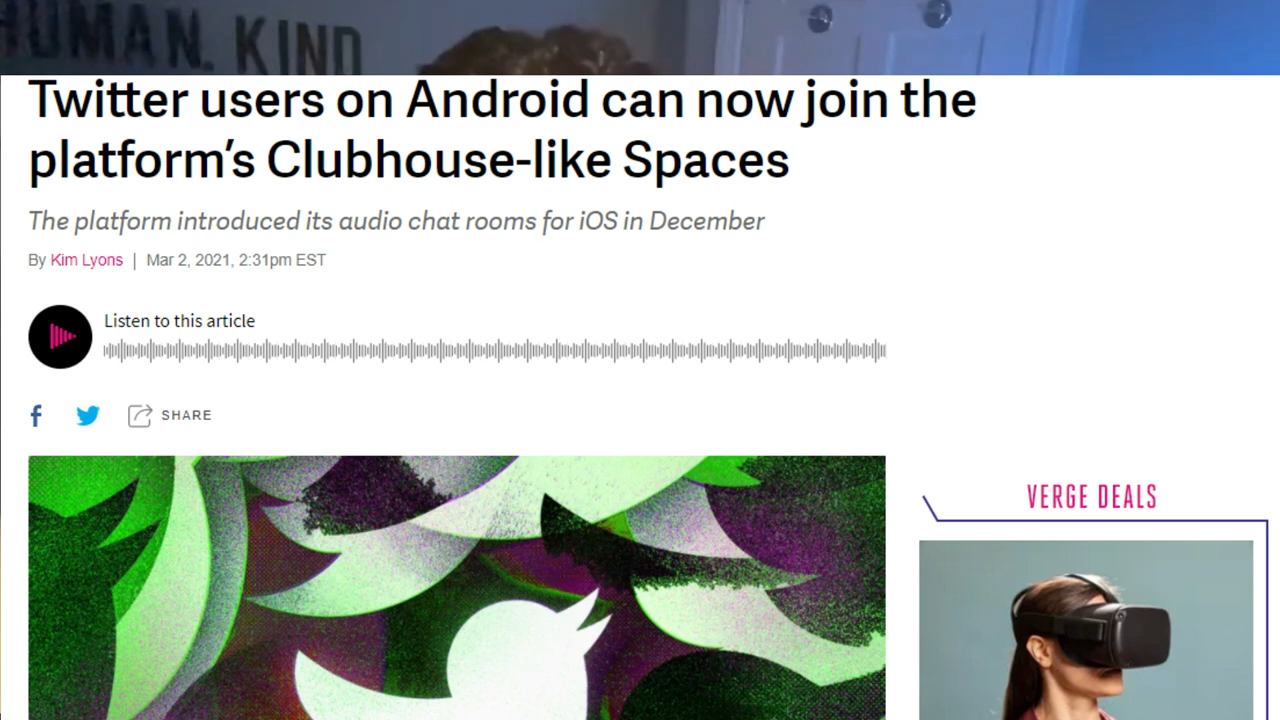 HUMAN. KIND
Twitter users on Android can now join the
platform’s Clubhouse-like Spaces
The platform introduced its audio chat rooms for iOS in December
By Kim Lyons | Mar 2, 2021, 2:31pm EST
Listen to this article
SHARE
VERGE DEALS